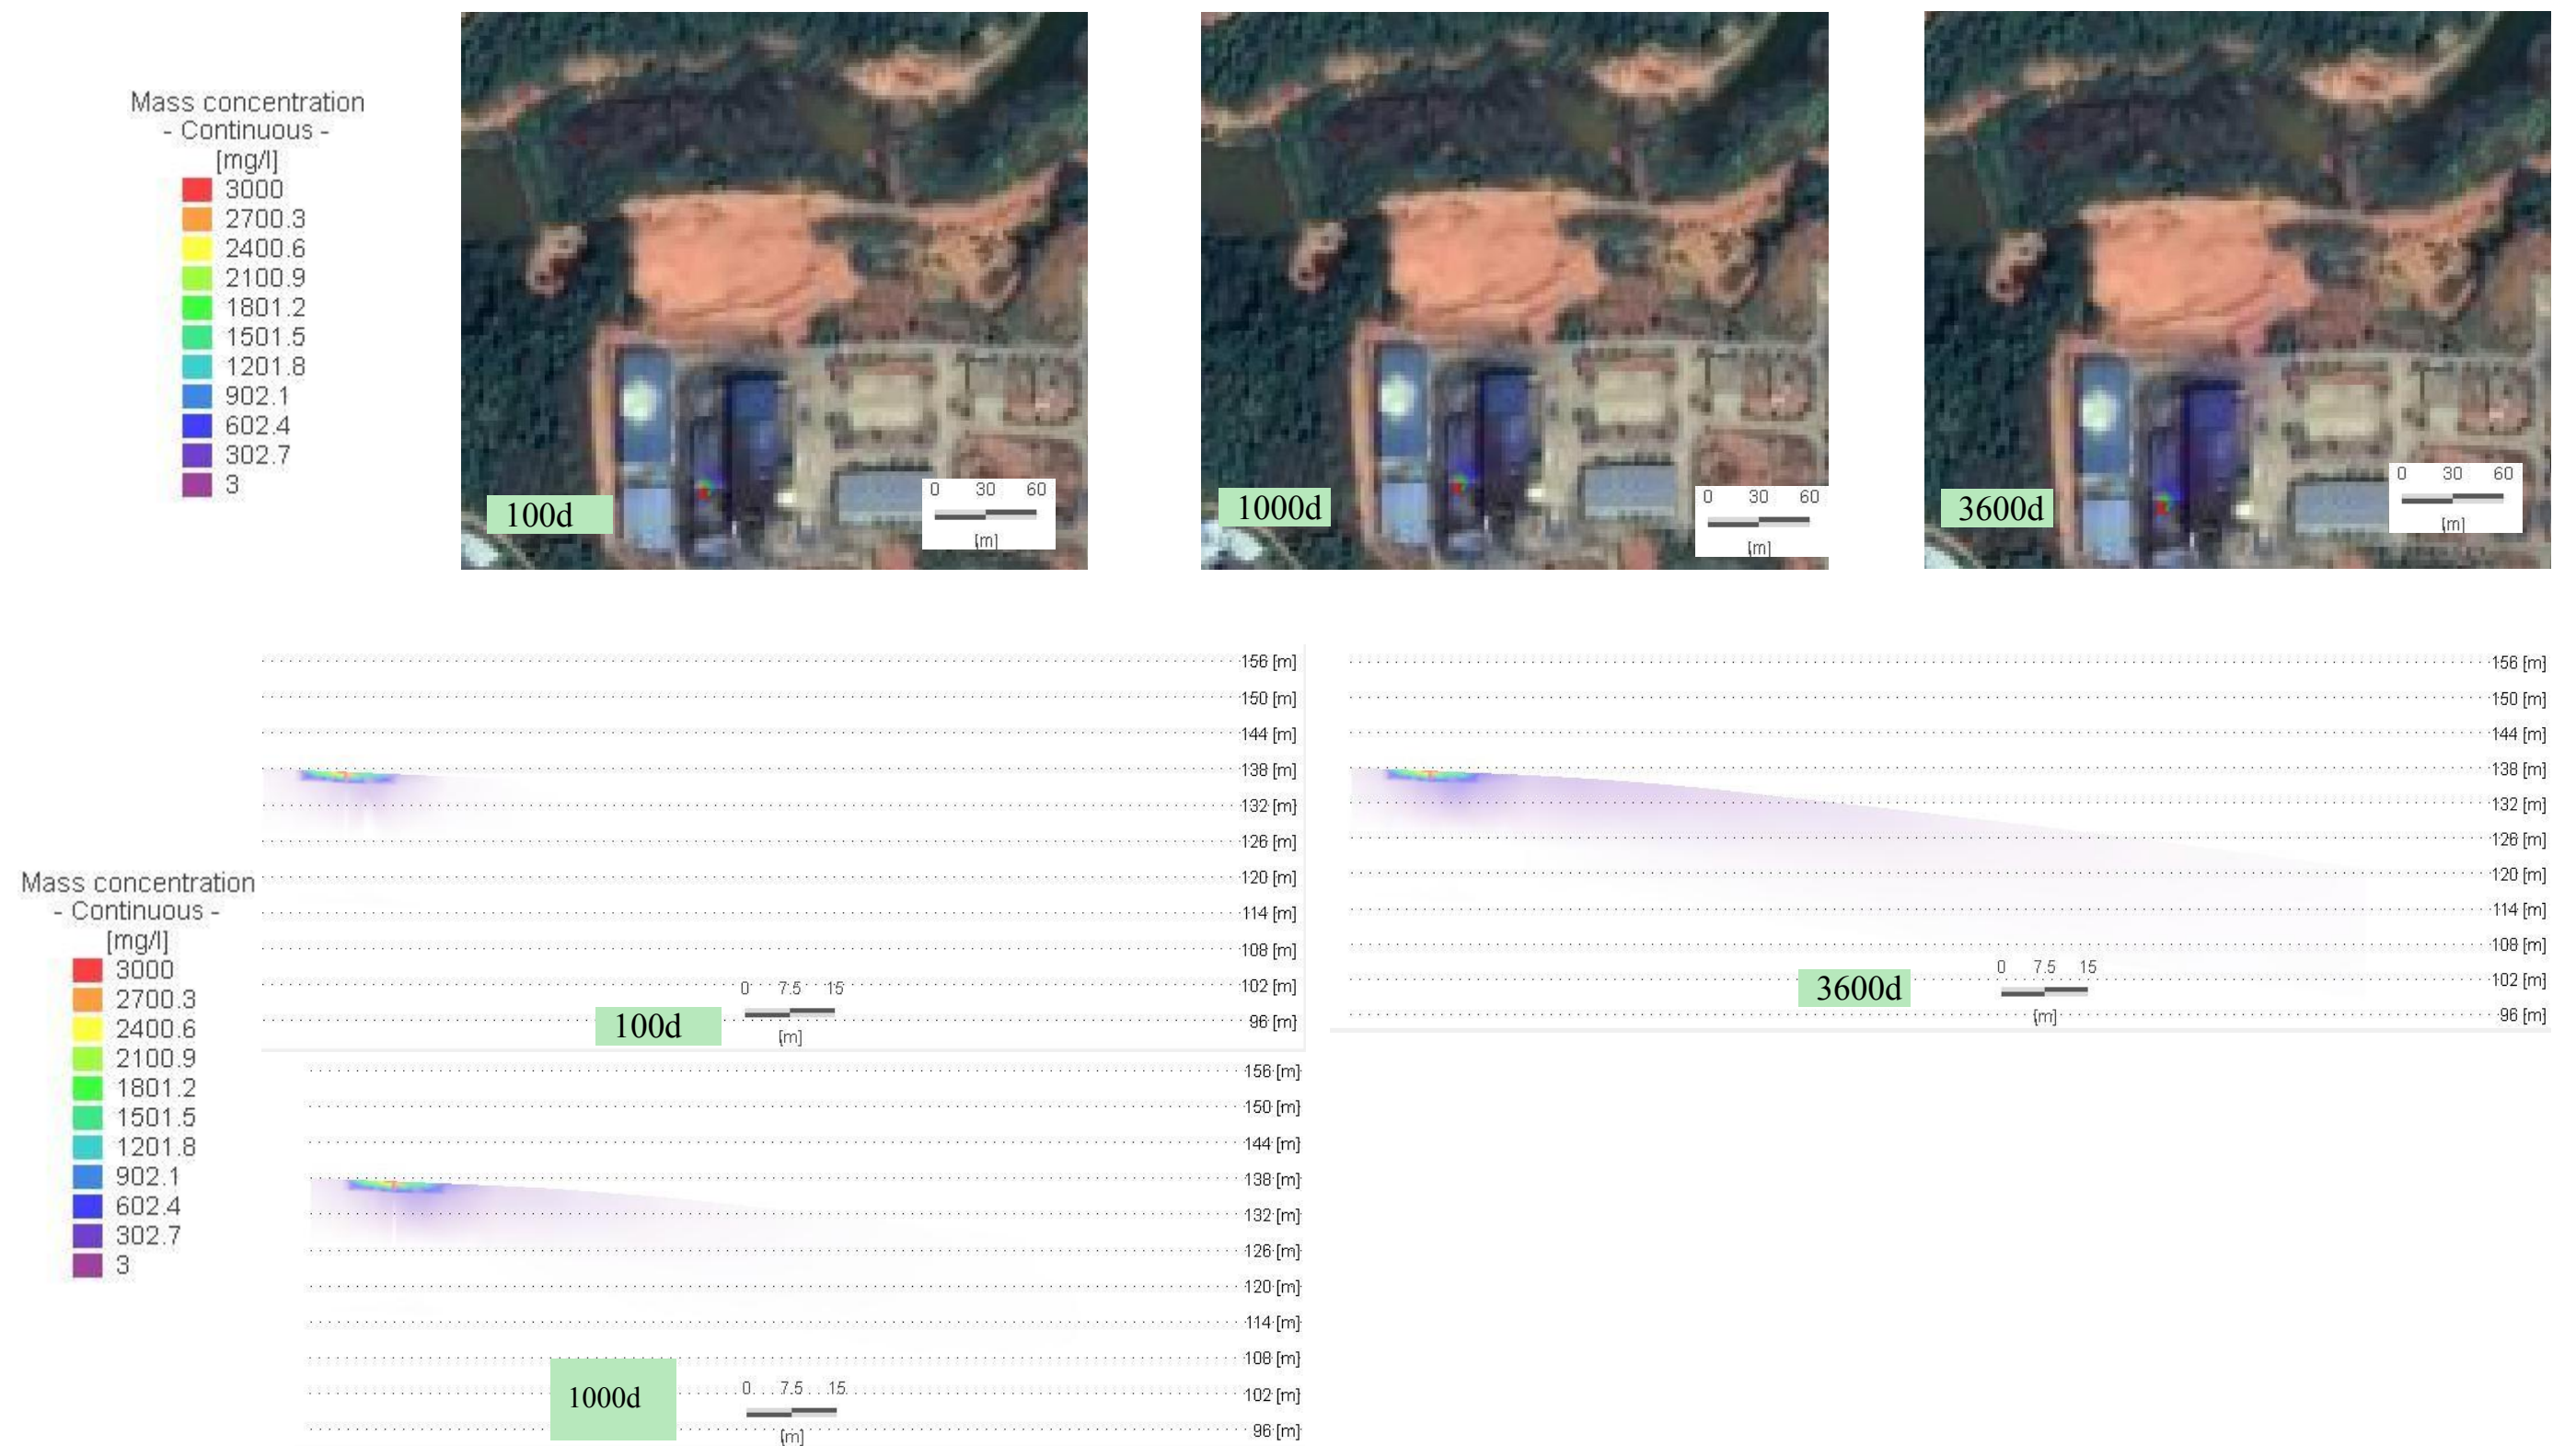 Mass concentration
- Continuous -
[mg/l]
3000
2700.3
2400.6
2100.9
1801.2
1501.5
1201.8
902.1
602.4
302.7
3
100d
0 30 60
[m]
1000d
0 30 60
[m]
3600d
0 30 60
[m]
Mass concentration
- Continuous -
[mg/l]
3000
2700.3
2400.6
2100.9
1801.2
1501.5
1201.8
902.1
602.4
302.7
3
156 [m]
150 [m]
144 [m]
138 [m]
132 [m]
126 [m]
120 [m]
114 [m]
108 [m]
102 [m]
96 [m]
0 7.5 15
[m]
100d
156 [m]
150 [m]
144 [m]
138 [m]
132 [m]
126 [m]
120 [m]
114 [m]
108 [m]
102 [m]
96 [m]
0 7.5 15
[m]
3600d
156 [m]
150 [m]
144 [m]
138 [m]
132 [m]
126 [m]
120 [m]
114 [m]
108 [m]
102 [m]
96 [m]
0 7.5 15
[m]
1000d